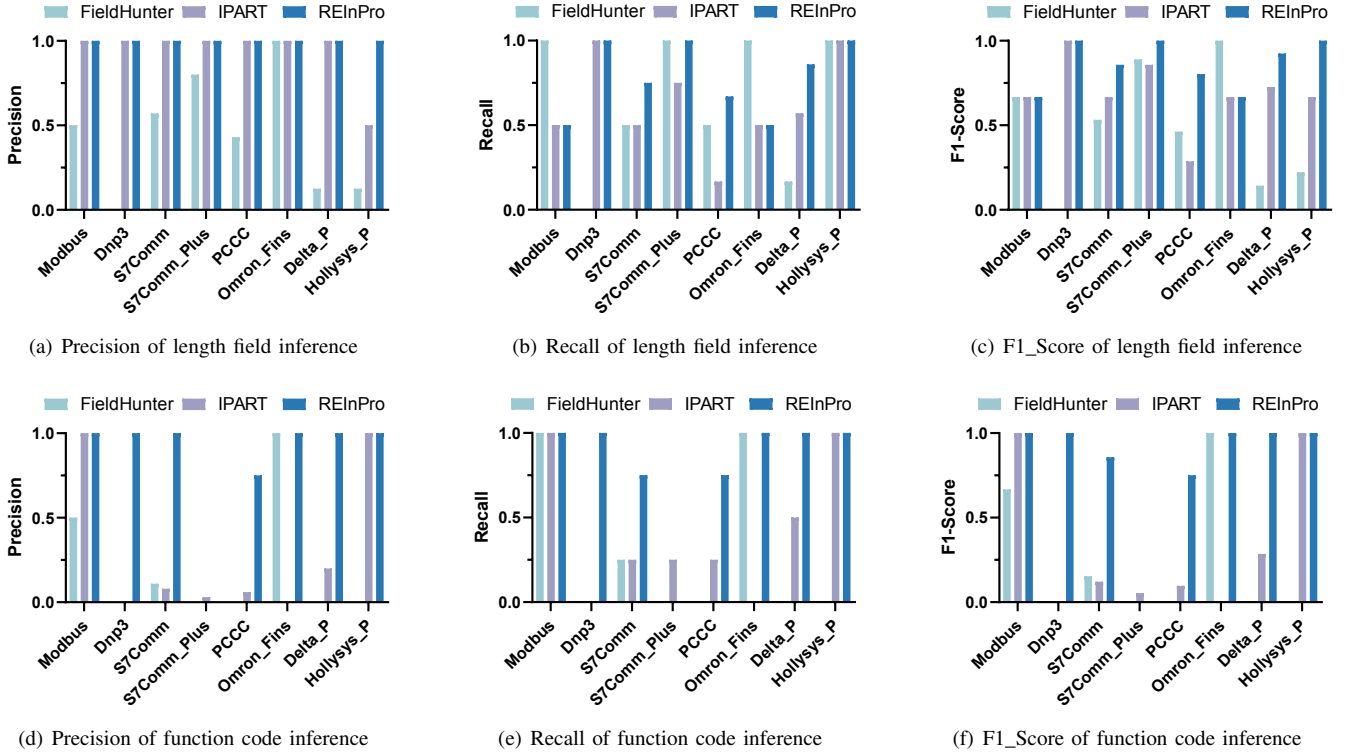 FieldHunter IPART REInPro
Precision
1.0
0.5
0.0
Modbus
Dnp3
S7Comm
S7Comm_Plus
PCCC
Omron_Fins
Delta_P
Hollysys_P
(a) Precision of length field inference
FieldHunter IPART REInPro
Recall
1.0
0.5
0.0
Modbus
Dnp3
S7Comm
S7Comm_Plus
PCCC
Omron_Fins
Delta_P
Hollysys_P
(b) Recall of length field inference
FieldHunter IPART REInPro
F1-Score
1.0
0.5
0.0
Modbus
Dnp3
S7Comm
S7Comm_Plus
PCCC
Omron_Fins
Delta_P
Hollysys_P
(c) F1_Score of length field inference
FieldHunter IPART REInPro
Precision
1.0
0.5
0.0
Modbus
Dnp3
S7Comm
S7Comm_Plus
PCCC
Omron_Fins
Delta_P
Hollysys_P
(d) Precision of function code inference
FieldHunter IPART REInPro
Recall
1.0
0.5
0.0
Modbus
Dnp3
S7Comm
S7Comm_Plus
PCCC
Omron_Fins
Delta_P
Hollysys_P
(e) Recall of function code inference
FieldHunter IPART REInPro
F1-Score
1.0
0.5
0.0
Modbus
Dnp3
S7Comm
S7Comm_Plus
PCCC
Omron_Fins
Delta_P
Hollysys_P
(f) F1_Score of function code inference